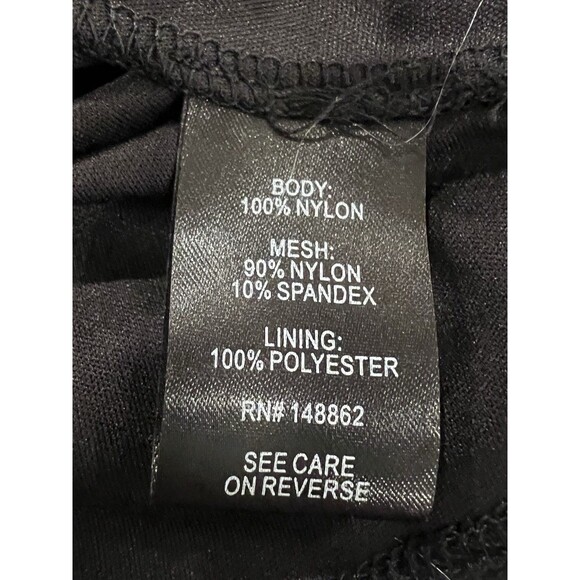 BODY:
100% NYLON
MESH:
90% NYLON
10% SPANDEX
LINING:
100% POLYESTER
RN# 148862
SEE CARE
ON REVERSE